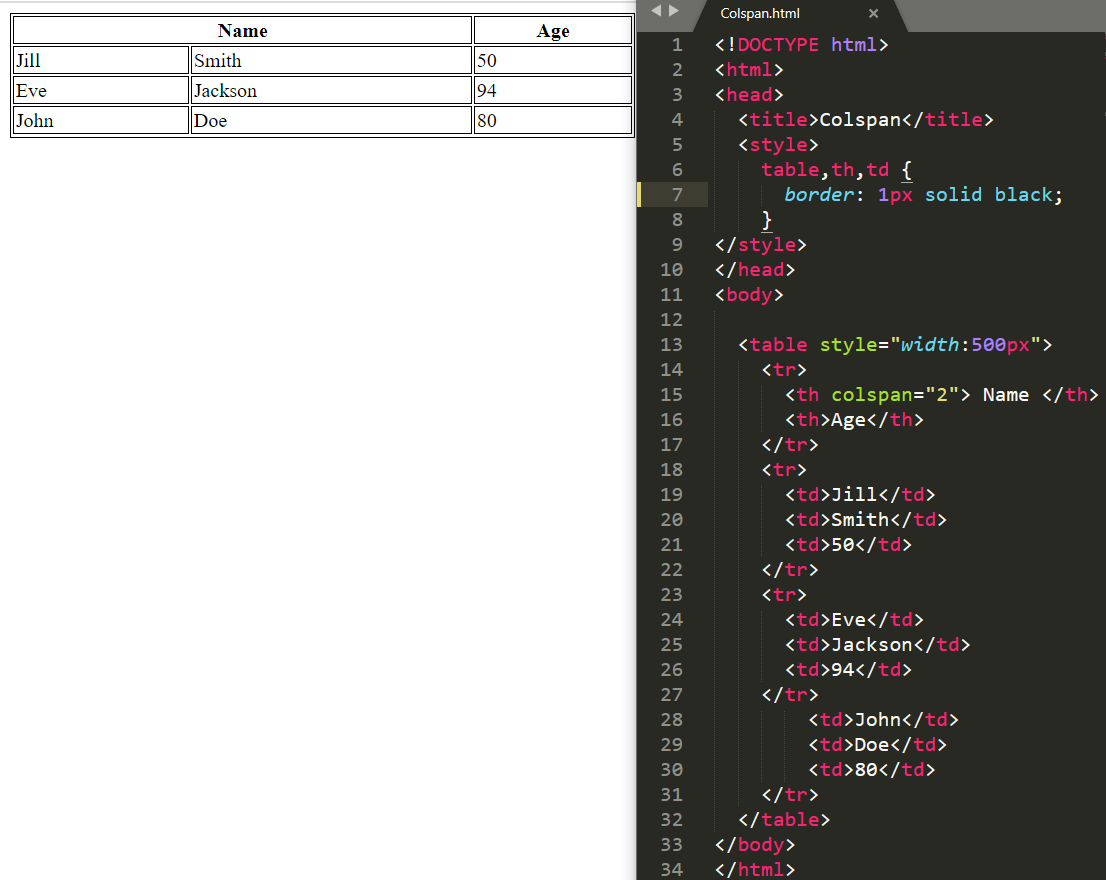 Name Age
Jill Smith 50
Eve Jackson 94
John Doe 80
Colspan.html ×
1 <!DOCTYPE html>
2 <html>
3 <head>
4 <title>Colspan</title>
5 <style>
6 table,th,td {
7 border: 1px solid black;
8 }
9 </style>
10 </head>
11 <body>
12
13 <table style="width:500px">
14 <tr>
15 <th colspan="2"> Name </th>
16 <th>Age</th>
17 </tr>
18 <tr>
19 <td>Jill</td>
20 <td>Smith</td>
21 <td>50</td>
22 </tr>
23 <tr>
24 <td>Eve</td>
25 <td>Jackson</td>
26 <td>94</td>
27 </tr>
28 <td>John</td>
29 <td>Doe</td>
30 <td>80</td>
31 </tr>
32 </table>
33 </body>
34 </html>